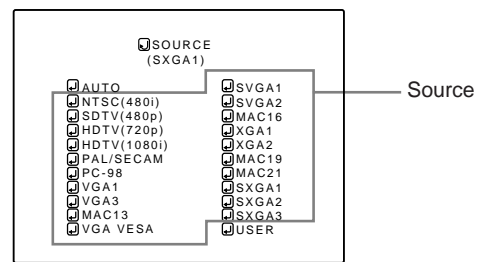 SOURCE
(SXGA1)
AUTO
NTSC(480i)
SDTV(480p)
HDTV(720p)
HDTV(1080i)
PAL/SECAM
PC-98
VGA1
VGA3
MAC13
VGA VESA
SVGA1
SVGA2
MAC16
XGA1
XGA2
MAC19
MAC21
SXGA1
SXGA2
SXGA3
USER
Source